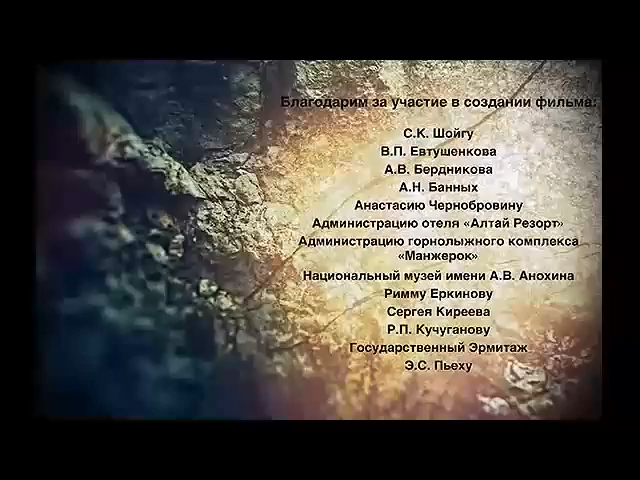 Благодарим за участие в создании фильма:
С.К. Шойгу
В.П. Евтушенкова
А.В. Бердникова
А.Н. Банных
Анастасию Чернобровину
Администрацию отеля «Алтай Резорт»
Администрацию горнолыжного комплекса
«Манжерок»
Национальный музей имени А.В. Анохина
Римму Еркинову
Сергея Киреева
Р.П. Кучуганову
Государственный Эрмитаж
Э.С. Пьеху